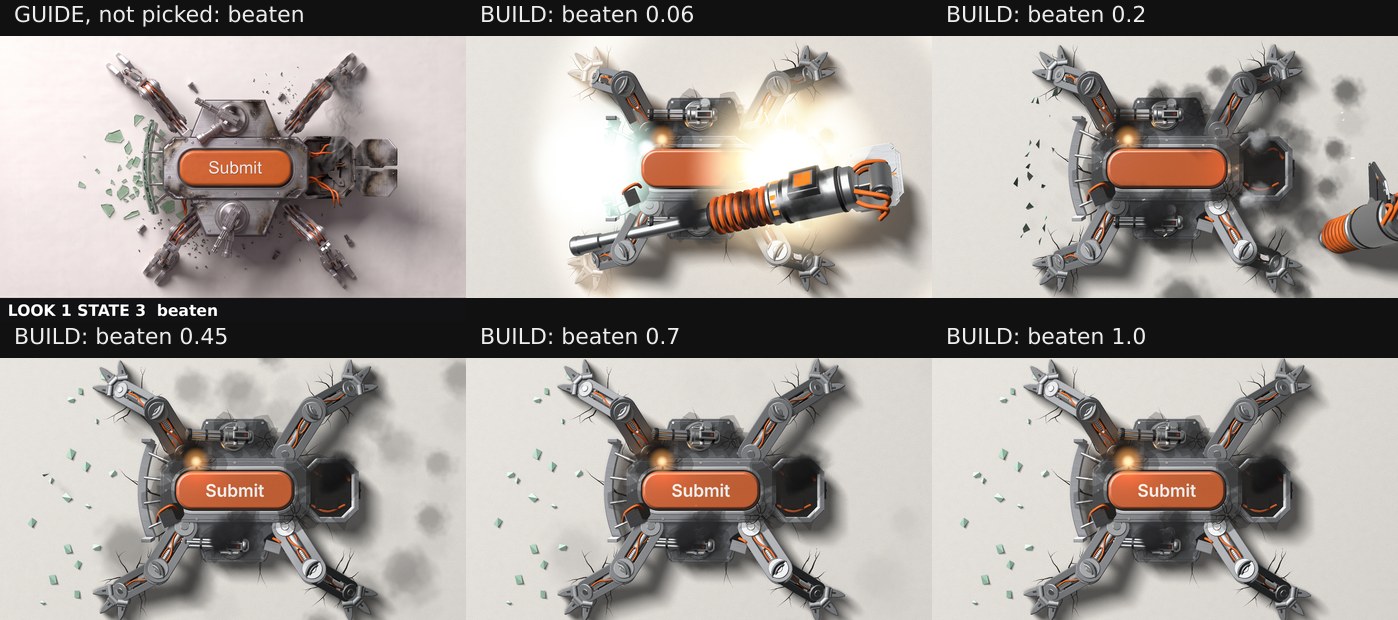 GUIDE, not picked: beaten
BUILD: beaten 0.06
BUILD: beaten 0.2
Submit
LOOK 1 STATE 3 beaten
BUILD: beaten 0.45
BUILD: beaten 0.7
BUILD: beaten 1.0
Submit
Submit
Submit